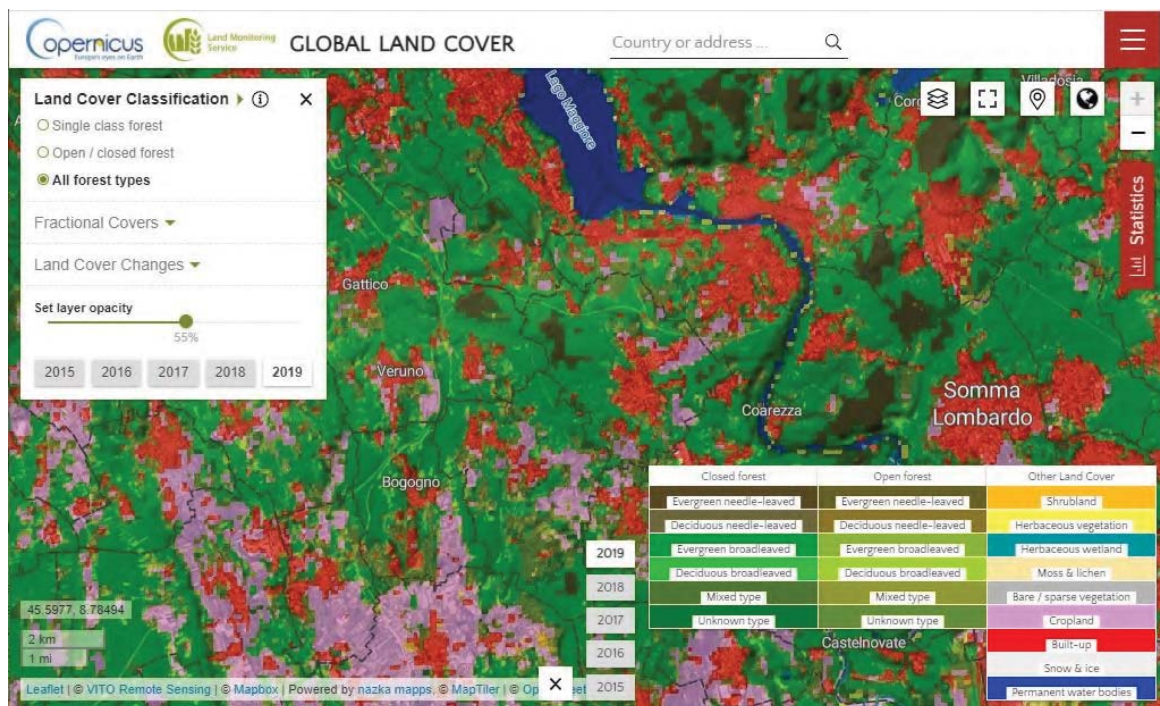 opernicus
Europe's eyes on Earth
Land Monitoring
Service
GLOBAL LAND COVER
Country or address ...
Land Cover Classification
Single class forest
Open / closed forest
All forest types
Fractional Covers
Land Cover Changes
Set layer opacity
55%
2015 2016 2017 2018 2019
Lago Maggiore
Villadosia
Statistics
Gattico
Veruno
Coarezza
Somma
Lombardo
Bogogno
Closed forest Open forest Other Land Cover
Evergreen needle-leaved Evergreen needle-leaved Shrubland
Deciduous needle-leaved Deciduous needle-leaved Herbaceous vegetation
Evergreen broadleaved Evergreen broadleaved Herbaceous wetland
Deciduous broadleaved Deciduous broadleaved Moss & lichen
Mixed type Mixed type Bare / sparse vegetation
Unknown type Unknown type Cropland
Built-up
Snow & ice
Permanent water bodies
Castelnovate
2019
2018
2017
2016
2015
45.5977, 8.78494
2 km
1 mi
Leaflet | © VITO Remote Sensing | © Mapbox | Powered by nazka mapps. © MapTiler | ©